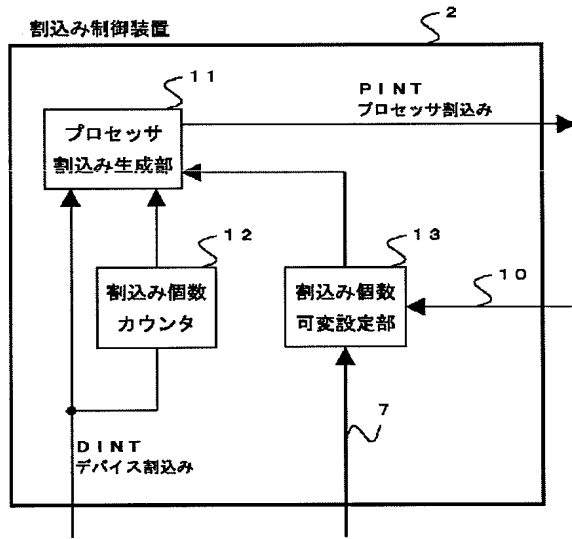 割込み制御装置
2
11
PINT
プロセッサ割込み
プロセッサ
割込み生成部
12
13
割込み個数
カウンタ
割込み個数
可変設定部
10
7
DINT
デバイス割込み